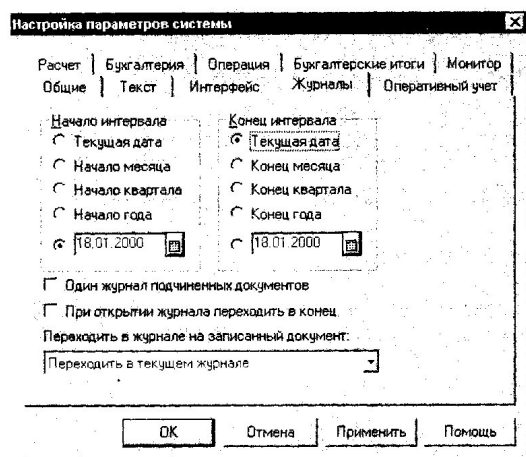 Настройка параметров системы
Расчет Бухгалтерия Операция Бухгалтерские итоги Монитор
Общие Текст Интерфейс Журналы Оперативный учет
Начало интервала Конец интервала
Текущая дата Текущая дата
Начало месяца Конец месяца
Начало квартала Конец квартала
Начало года Конец года
18.01.2000 18.01.2000
Один журнал подчиненных документов
При открытии журнала переходить в конец
Переходить в журнале на записанный документ:
Переходить в текущем журнале
OK Отмена Применить Помощь